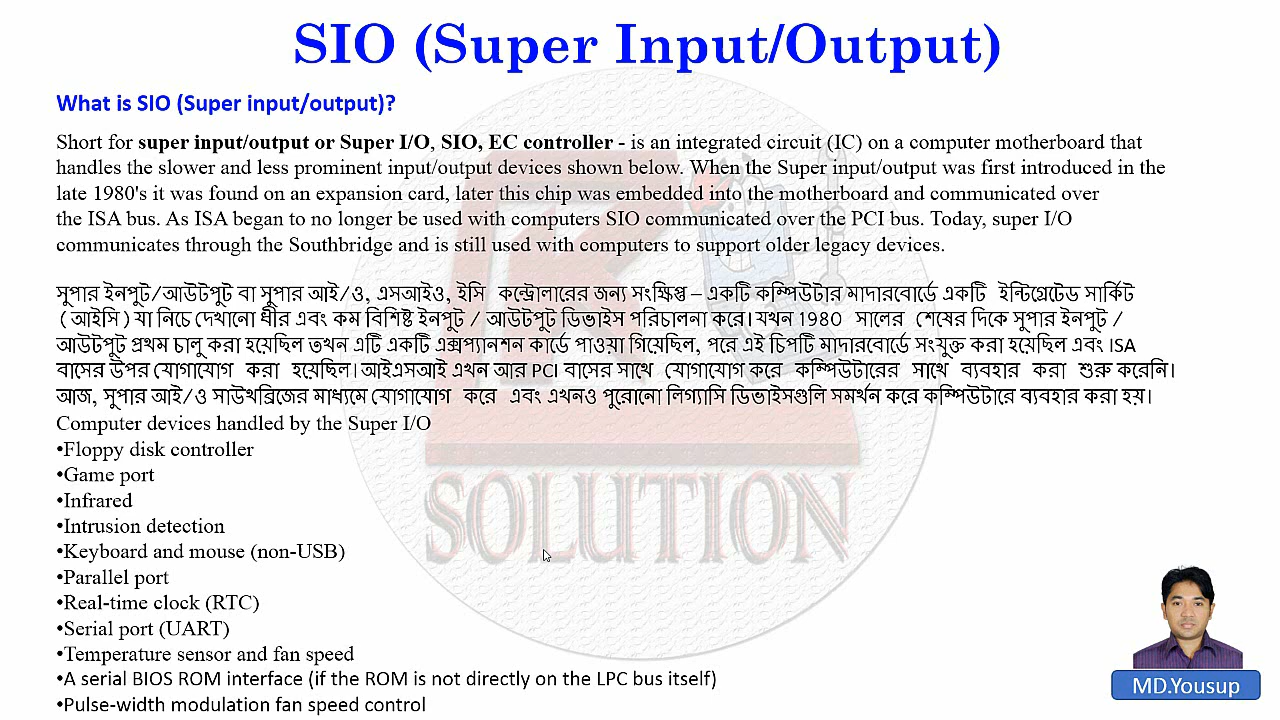 SIO (Super Input/Output)
What is SIO (Super input/output)?
Short for super input/output or Super I/O, SIO, EC controller - is an integrated circuit (IC) on a computer motherboard that
handles the slower and less prominent input/output devices shown below. When the Super input/output was first introduced in the
late 1980's it was found on an expansion card, later this chip was embedded into the motherboard and communicated over
the ISA bus. As ISA began to no longer be used with computers SIO communicated over the PCI bus. Today, super I/O
communicates through the Southbridge and is still used with computers to support older legacy devices.
সুপার ইনপুট/আউটপুট বা সুপার আই/ও, এসআইও, ইসি কন্ট্রোলারের জন্য সংক্ষিপ্ত – একটি কম্পিউটার মাদারবোর্ডে একটি ইন্টিগ্রেটেড সার্কিট
( আইসি ) যা নিচে দেখানো ধীর এবং কম বিশিষ্ট ইনপুট / আউটপুট ডিভাইস পরিচালনা করে। যখন 1980 সালের শেষের দিকে সুপার ইনপুট /
আউটপুট প্রথম চালু করা হয়েছিল তখন এটি একটি এক্সপ্যানশন কার্ডে পাওয়া গিয়েছিল, পরে এই চিপটি মাদারবোর্ডে সংযুক্ত করা হয়েছিল এবং ISA
বাসের উপর যোগাযোগ করা হয়েছিল। আইএসআই এখন আর PCI বাসের সাথে যোগাযোগ করে কম্পিউটারের সাথে ব্যবহার করা শুরু করেনি।
আজ, সুপার আই/ও সাউথব্রিজের মাধ্যমে যোগাযোগ করে এবং এখনও পুরোনো লিগ্যাসি ডিভাইসগুলি সমর্থন করে কম্পিউটারে ব্যবহার করা হয়।
Computer devices handled by the Super I/O
•Floppy disk controller
•Game port
•Infrared
•Intrusion detection
•Keyboard and mouse (non-USB)
•Parallel port
•Real-time clock (RTC)
•Serial port (UART)
•Temperature sensor and fan speed
•A serial BIOS ROM interface (if the ROM is not directly on the LPC bus itself)
•Pulse-width modulation fan speed control
SOLUTION
MD.Yousup